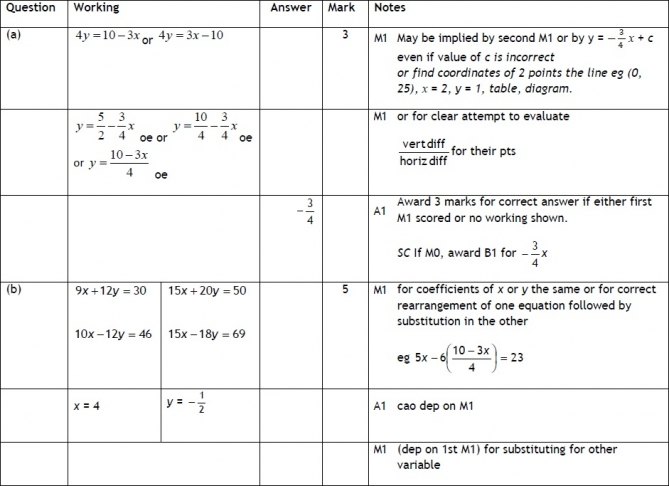 Question Working Answer Mark Notes
(a) 4y = 10 – 3x or 4y = 3x – 10 3 M1 May be implied by second M1 or by y = –3/4 x + c
even if value of c is incorrect
or find coordinates of 2 points the line eg (0,
25), x = 2, y = 1, table, diagram.
y = 5/2 – 3/4 x oe or y = 10/4 – 3/4 x oe
or y = (10 – 3x)/4 oe
M1 or for clear attempt to evaluate
vert diff/horiz diff for their pts
–3/4
A1 Award 3 marks for correct answer if either first
M1 scored or no working shown.
SC If M0, award B1 for –3/4 x
(b) 9x + 12y = 30 15x + 20y = 50 5 M1 for coefficients of x or y the same or for correct
rearrangement of one equation followed by
substitution in the other
10x – 12y = 46 15x – 18y = 69
eg 5x – 6((10 – 3x)/4) = 23
x = 4 y = –1/2 A1 cao dep on M1
M1 (dep on 1st M1) for substituting for other
variable